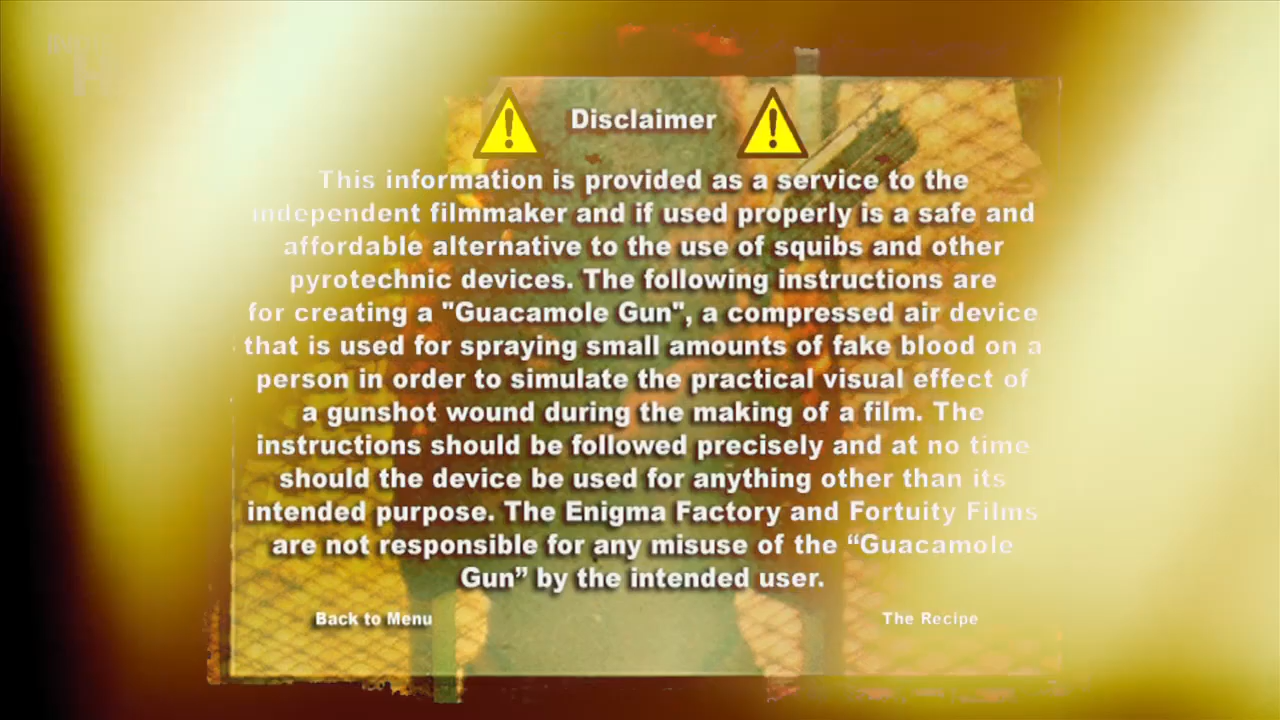 Disclaimer
This information is provided as a service to the
independent filmmaker and if used properly is a safe and
affordable alternative to the use of squibs and other
pyrotechnic devices. The following instructions are
for creating a "Guacamole Gun", a compressed air device
that is used for spraying small amounts of fake blood on a
person in order to simulate the practical visual effect of
a gunshot wound during the making of a film. The
instructions should be followed precisely and at no time
should the device be used for anything other than its
intended purpose. The Enigma Factory and Fortuity Films
are not responsible for any misuse of the “Guacamole
Gun” by the intended user.
Back to Menu
The Recipe